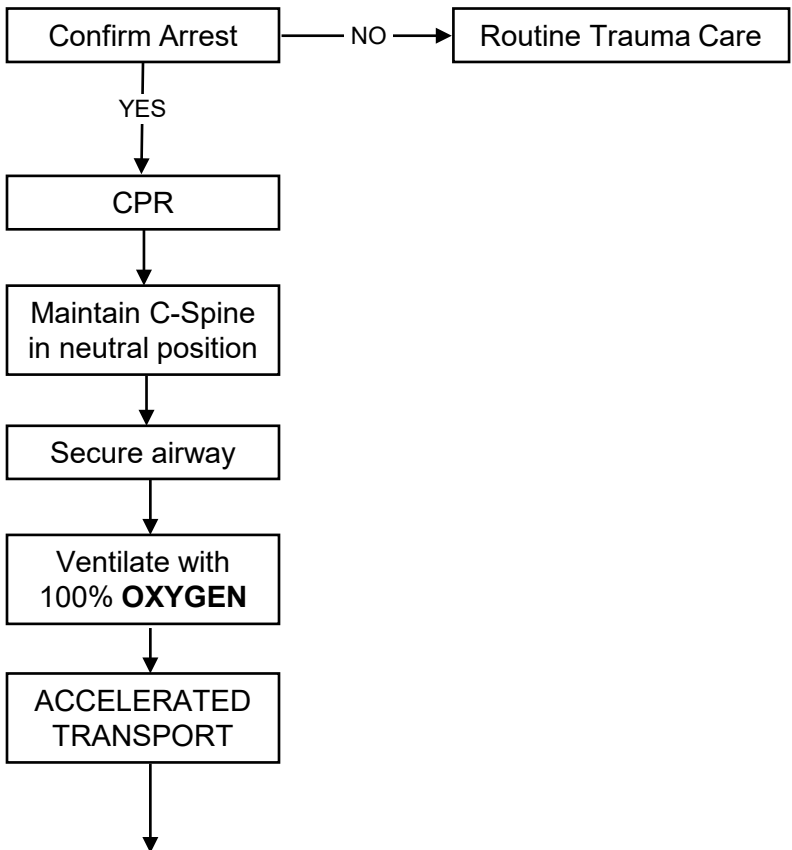 Confirm Arrest
NO
Routine Trauma Care
YES
CPR
Maintain C-Spine
in neutral position
Secure airway
Ventilate with
100% OXYGEN
ACCELERATED
TRANSPORT